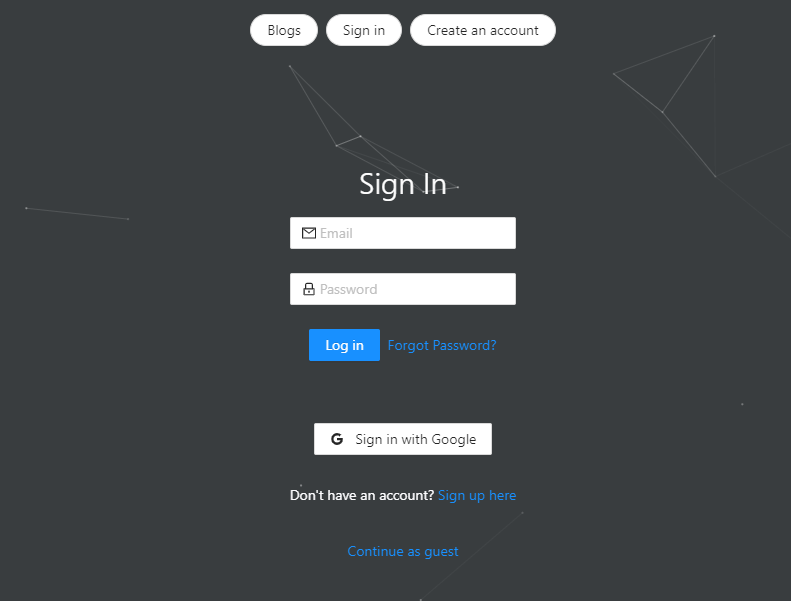 Blogs Sign in Create an account
Sign In
Email
Password
Log in Forgot Password?
Sign in with Google
Don't have an account? Sign up here
Continue as guest